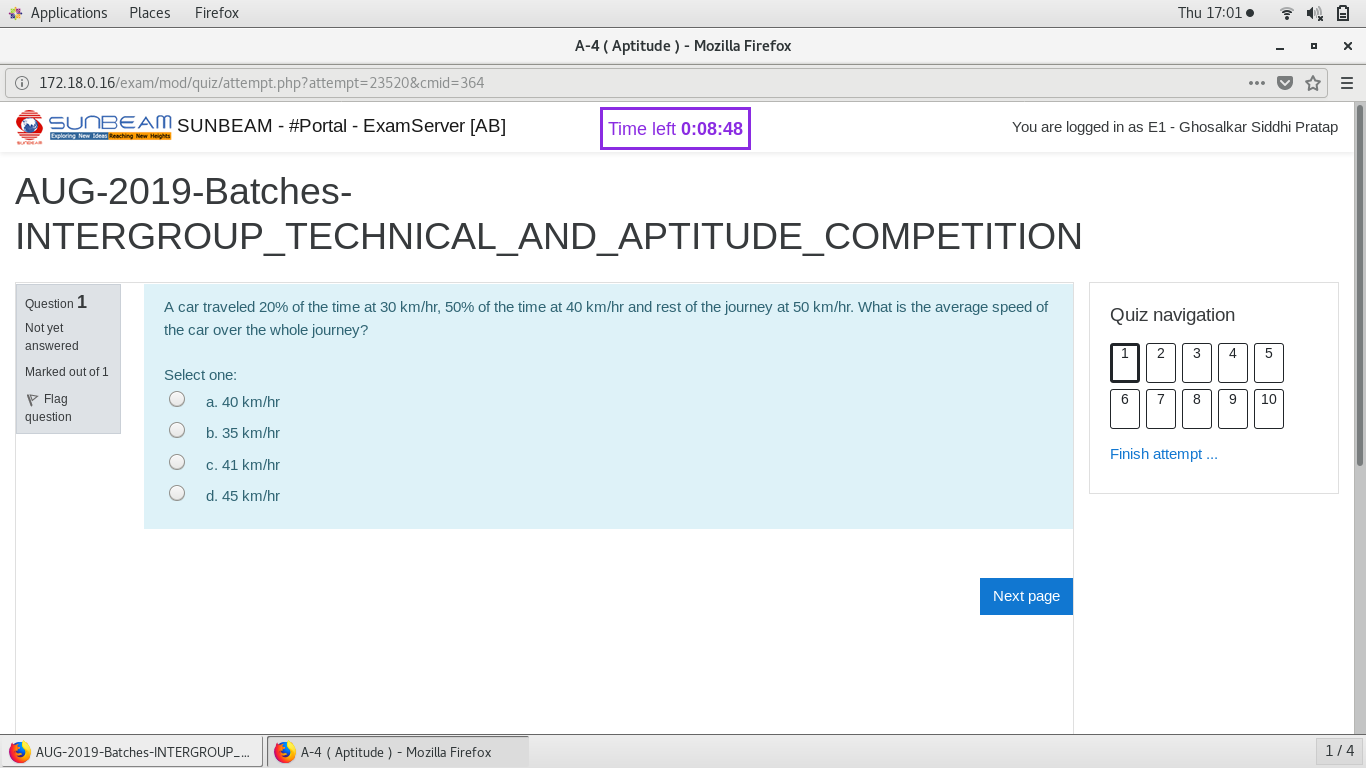 Applications Places Firefox Thu 17:01
A-4 ( Aptitude ) - Mozilla Firefox
172.18.0.16/exam/mod/quiz/attempt.php?attempt=23520&cmid=364
SUNBEAM
Exploring New Ideas Reaching New Heights
SUNBEAM
SUNBEAM - #Portal - ExamServer [AB]
Time left 0:08:48
You are logged in as E1 - Ghosalkar Siddhi Pratap
AUG-2019-Batches-
INTERGROUP_TECHNICAL_AND_APTITUDE_COMPETITION
Question 1
Not yet
answered
Marked out of 1
Flag
question
A car traveled 20% of the time at 30 km/hr, 50% of the time at 40 km/hr and rest of the journey at 50 km/hr. What is the average speed of
the car over the whole journey?
Select one:
a. 40 km/hr
b. 35 km/hr
c. 41 km/hr
d. 45 km/hr
Next page
Quiz navigation
1 2 3 4 5
6 7 8 9 10
Finish attempt ...
AUG-2019-Batches-INTERGROUP_... A-4 ( Aptitude ) - Mozilla Firefox 1 / 4